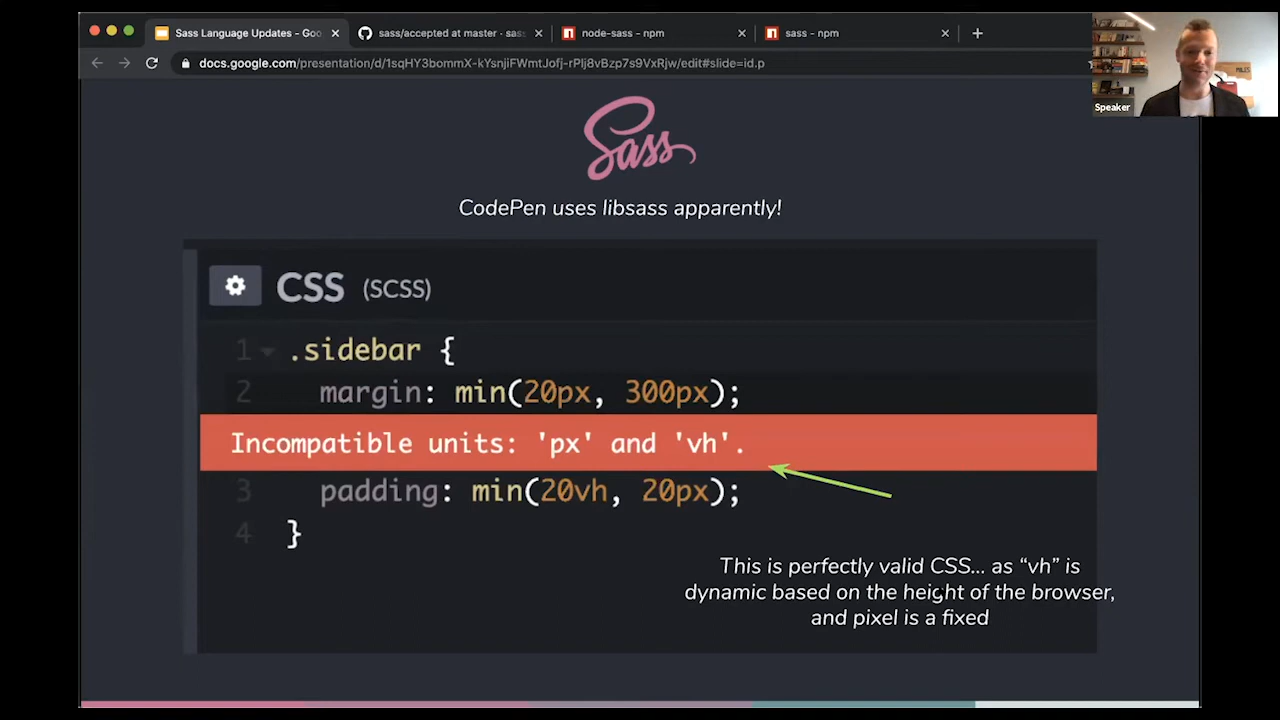 Sass Language Updates - Goo
sass/accepted at master · sass
node-sass - npm
sass - npm
docs.google.com/presentation/d/1sqHY3bommX-kYsnjiFWmtJofj-rPlj8vBzp7s9VxRjw/edit#slide=id.p
Speaker
Sass
CodePen uses libsass apparently!
CSS (SCSS)
1 .sidebar {
2 margin: min(20px, 300px);
Incompatible units: 'px' and 'vh'.
3 padding: min(20vh, 20px);
4 }
This is perfectly valid CSS... as “vh” is
dynamic based on the height of the browser,
and pixel is a fixed